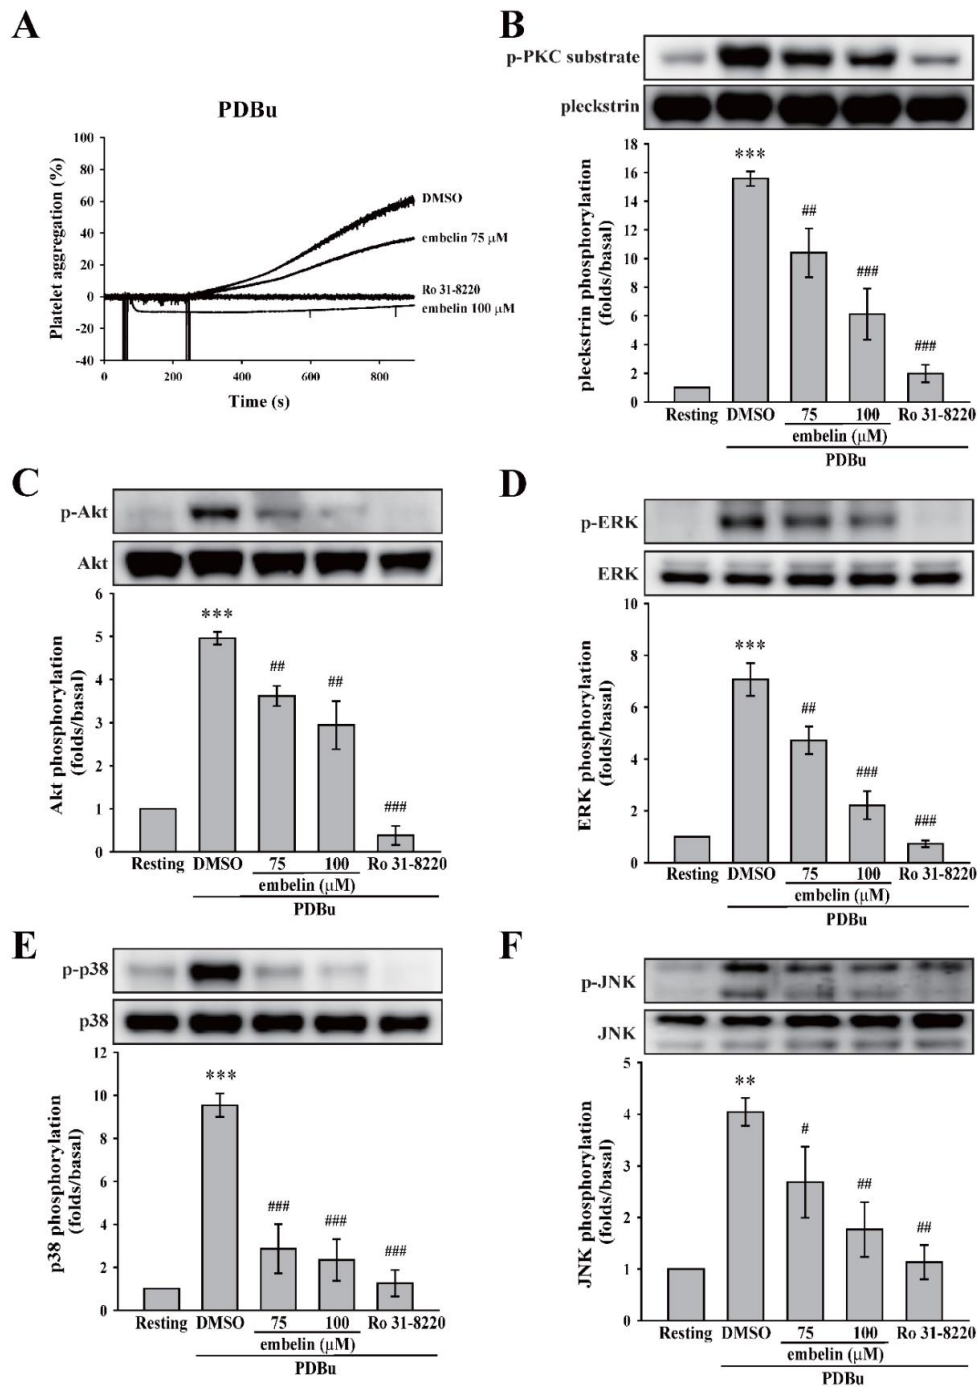 A
PDBu
Platelet aggregation (%)
100
80
60
40
20
0
-20
-40
DMSO
embelin 75 μM
Ro 31-8220
embelin 100 μM
0 200 400 600 800
Time (s)
B
p-PKC substrate
pleckstrin
pleckstrin phosphorylation
(folds/basal)
18
16
14
12
10
8
6
4
2
0
***
##
###
###
Resting DMSO 75 100 Ro 31-8220
embelin (μM)
PDBu
C
p-Akt
Akt
Akt phosphorylation
(folds/basal)
6
5
4
3
2
1
0
***
##
##
###
Resting DMSO 75 100 Ro 31-8220
embelin (μM)
PDBu
D
p-ERK
ERK
ERK phosphorylation
(folds/basal)
10
8
6
4
2
0
***
##
###
###
Resting DMSO 75 100 Ro 31-8220
embelin (μM)
PDBu
E
p-p38
p38
p38 phosphorylation
(folds/basal)
12
10
8
6
4
2
0
***
###
###
###
Resting DMSO 75 100 Ro 31-8220
embelin (μM)
PDBu
F
p-JNK
JNK
JNK phosphorylation
(folds/basal)
5
4
3
2
1
0
**
#
##
##
Resting DMSO 75 100 Ro 31-8220
embelin (μM)
PDBu